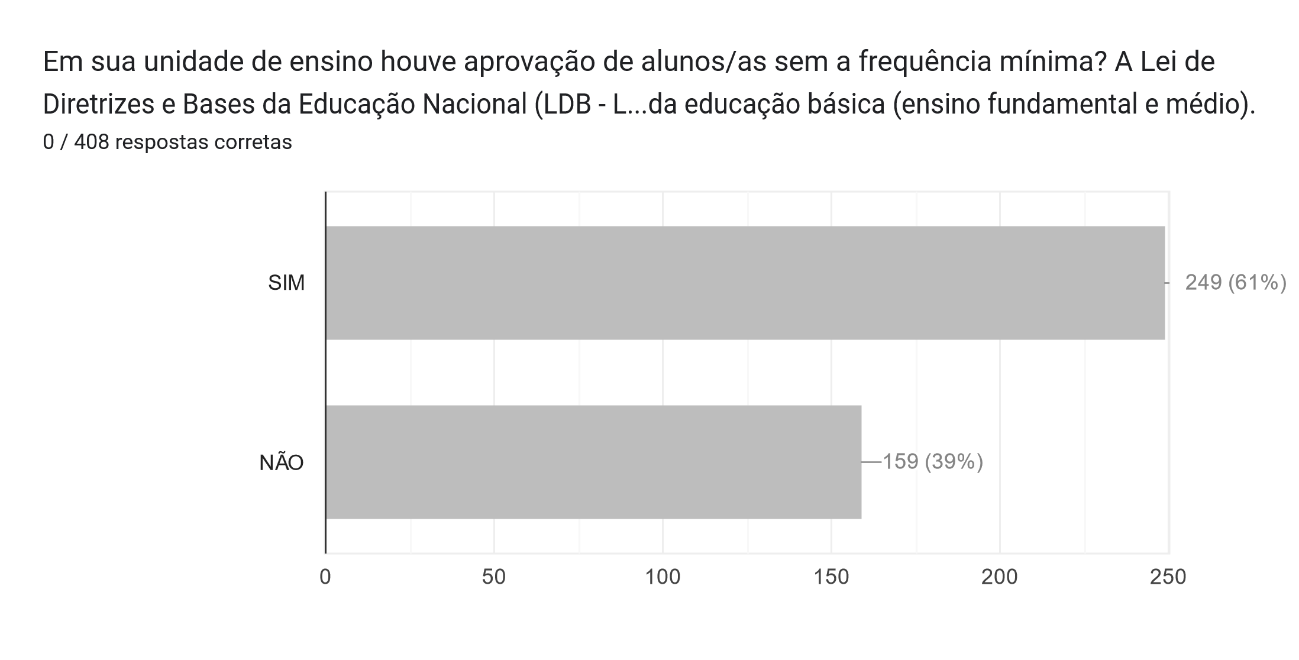 Em sua unidade de ensino houve aprovação de alunos/as sem a frequência mínima? A Lei de
Diretrizes e Bases da Educação Nacional (LDB - L...da educação básica (ensino fundamental e médio).
0 / 408 respostas corretas
SIM
249 (61%)
NÃO
159 (39%)
0 50 100 150 200 250